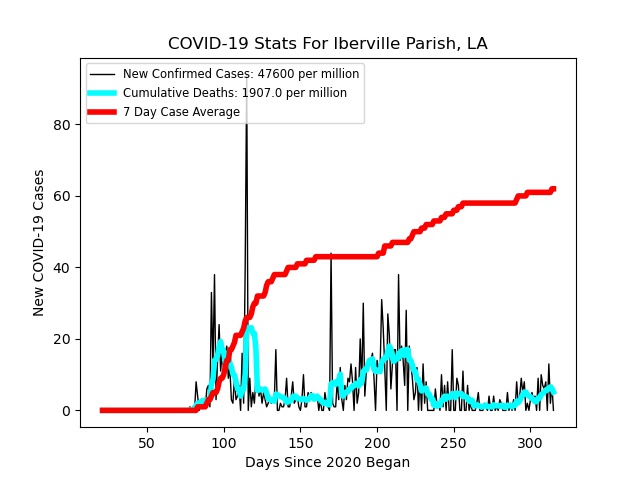 COVID-19 Stats For Iberville Parish, LA
New Confirmed Cases: 47600 per million
Cumulative Deaths: 1907.0 per million
7 Day Case Average
New COVID-19 Cases
80
60
40
20
0
50 100 150 200 250 300
Days Since 2020 Began